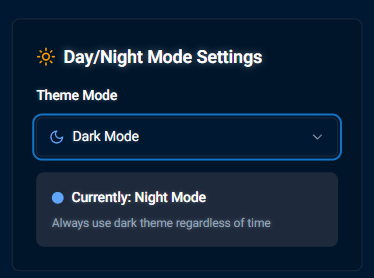 Day/Night Mode Settings
Theme Mode
Dark Mode
Currently: Night Mode
Always use dark theme regardless of time